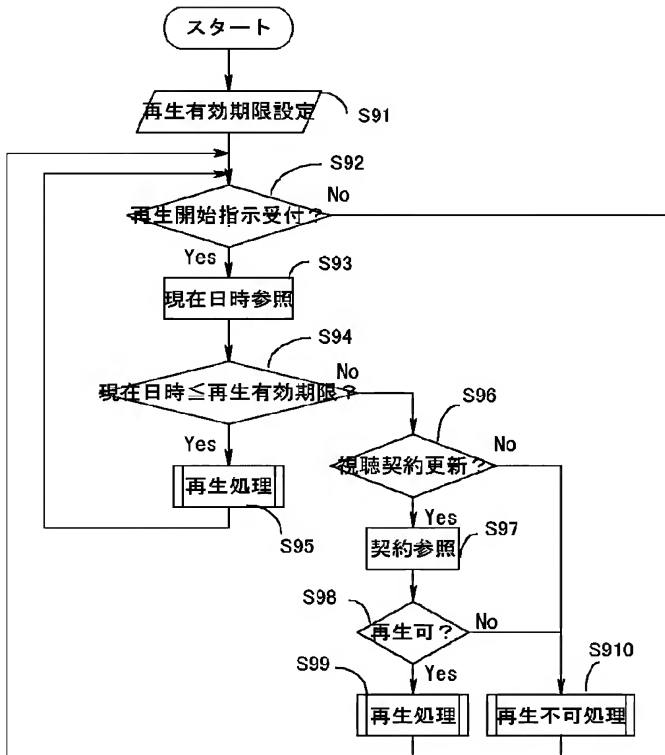 スタート
再生有効期限設定
S91
S92
再生開始指示受付?
No
Yes
S93
現在日時参照
S94
現在日時≦再生有効期限?
No
Yes
S96
視聴契約更新?
No
再生処理
S95
Yes
S97
契約参照
S98
再生可?
No
S99
Yes
S910
再生処理
再生不可処理